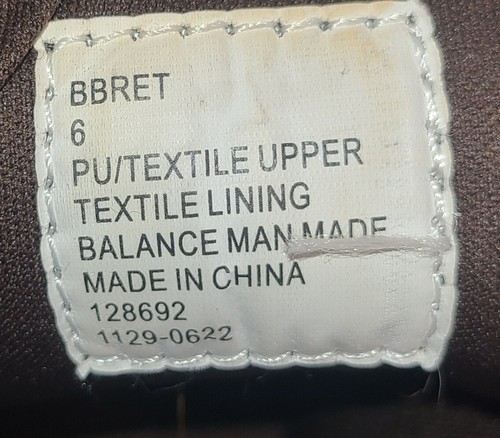 BBRET
6
PU/TEXTILE UPPER
TEXTILE LINING
BALANCE MAN MADE
MADE IN CHINA
128692
1129-0622